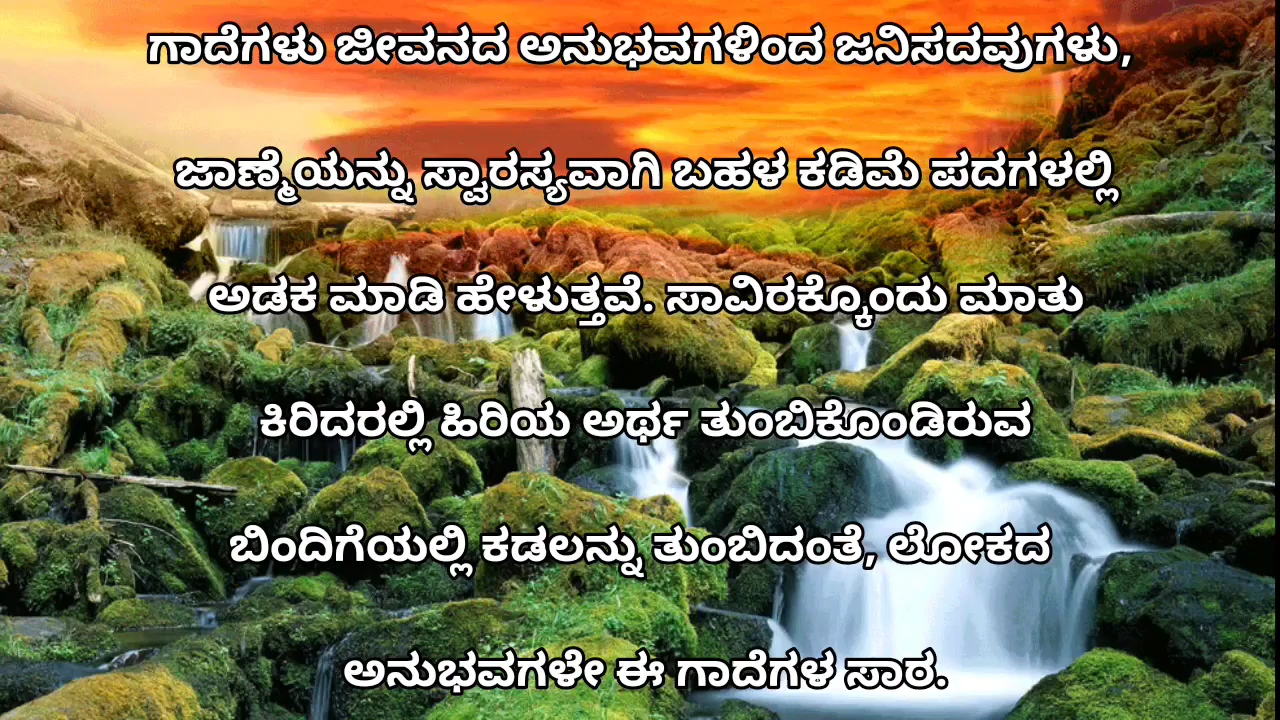 ಗಾದೆಗಳು ಜೀವನದ ಅನುಭವಗಳಿಂದ ಜನಿಸದವುಗಳು,
ಜಾಣ್ಮೆಯನ್ನು ಸ್ವಾರಸ್ಯವಾಗಿ ಬಹಳ ಕಡಿಮೆ ಪದಗಳಲ್ಲಿ
ಅಡಕ ಮಾಡಿ ಹೇಳುತ್ತವೆ. ಸಾವಿರಕ್ಕೊಂದು ಮಾತು
ಕಿರಿದರಲ್ಲಿ ಹಿರಿಯ ಅರ್ಥ ತುಂಬಿಕೊಂಡಿರುವ
ಬಿಂದಿಗೆಯಲ್ಲಿ ಕಡಲನ್ನು ತುಂಬಿದಂತೆ, ಲೋಕದ
ಅನುಭವಗಳೇ ಈ ಗಾದೆಗಳ ಸಾಠ.